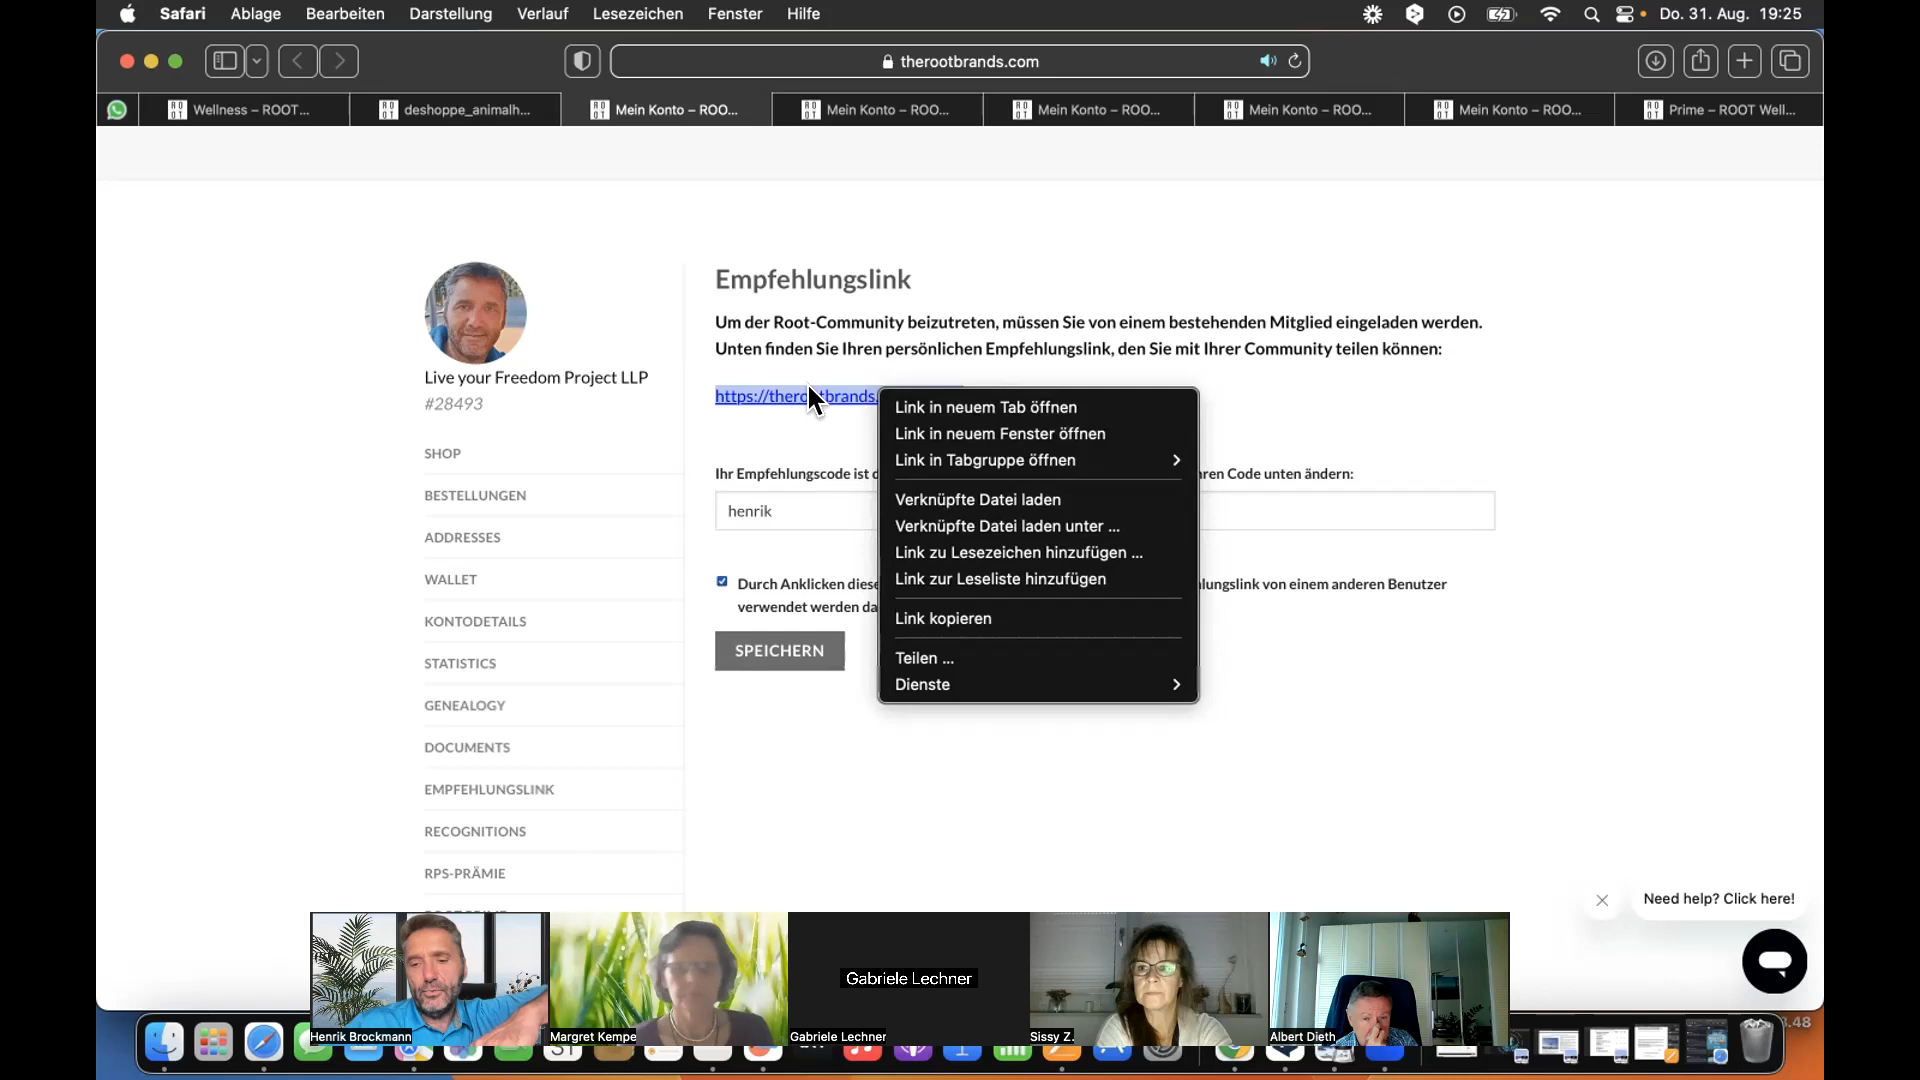 Safari Ablage Bearbeiten Darstellung Verlauf Lesezeichen Fenster Hilfe Do. 31. Aug. 19:25
therootbrands.com
Wellness – ROOT... deshoppe_animalh... Mein Konto – ROO... Mein Konto – ROO... Mein Konto – ROO... Mein Konto – ROO... Mein Konto – ROO... Prime – ROOT Well...
Empfehlungslink
Um der Root-Community beizutreten, müssen Sie von einem bestehenden Mitglied eingeladen werden.
Unten finden Sie Ihren persönlichen Empfehlungslink, den Sie mit Ihrer Community teilen können:
Live your Freedom Project LLP
#28493
SHOP
BESTELLUNGEN
ADDRESSES
WALLET
KONTODETAILS
STATISTICS
GENEALOGY
DOCUMENTS
EMPFEHLUNGSLINK
RECOGNITIONS
RPS-PRÄMIE
Ihr Empfehlungscode ist
ren Code unten ändern:
henrik
Durch Anklicken diese
lungslink von einem anderen Benutzer
verwendet werden da
SPEICHERN
Link in neuem Tab öffnen
Link in neuem Fenster öffnen
Link in Tabgruppe öffnen
Verknüpfte Datei laden
Verknüpfte Datei laden unter ...
Link zu Lesezeichen hinzufügen ...
Link zur Leseliste hinzufügen
Link kopieren
Teilen ...
Dienste
Need help? Click here!
Gabriele Lechner
Henrik Brockmann Margret Kempe Gabriele Lechner Sissy Z. Albert Dieth